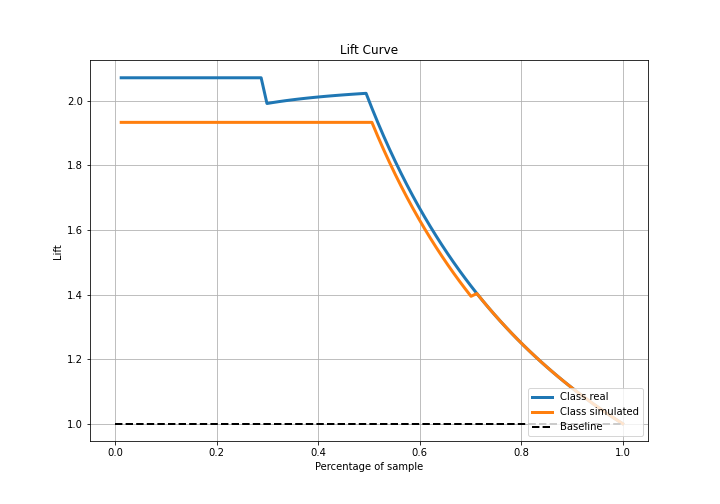 Lift Curve
Lift
2.0
1.8
1.6
1.4
1.2
1.0
0.0
0.2
0.4
0.6
0.8
1.0
Percentage of sample
Class real
Class simulated
Baseline